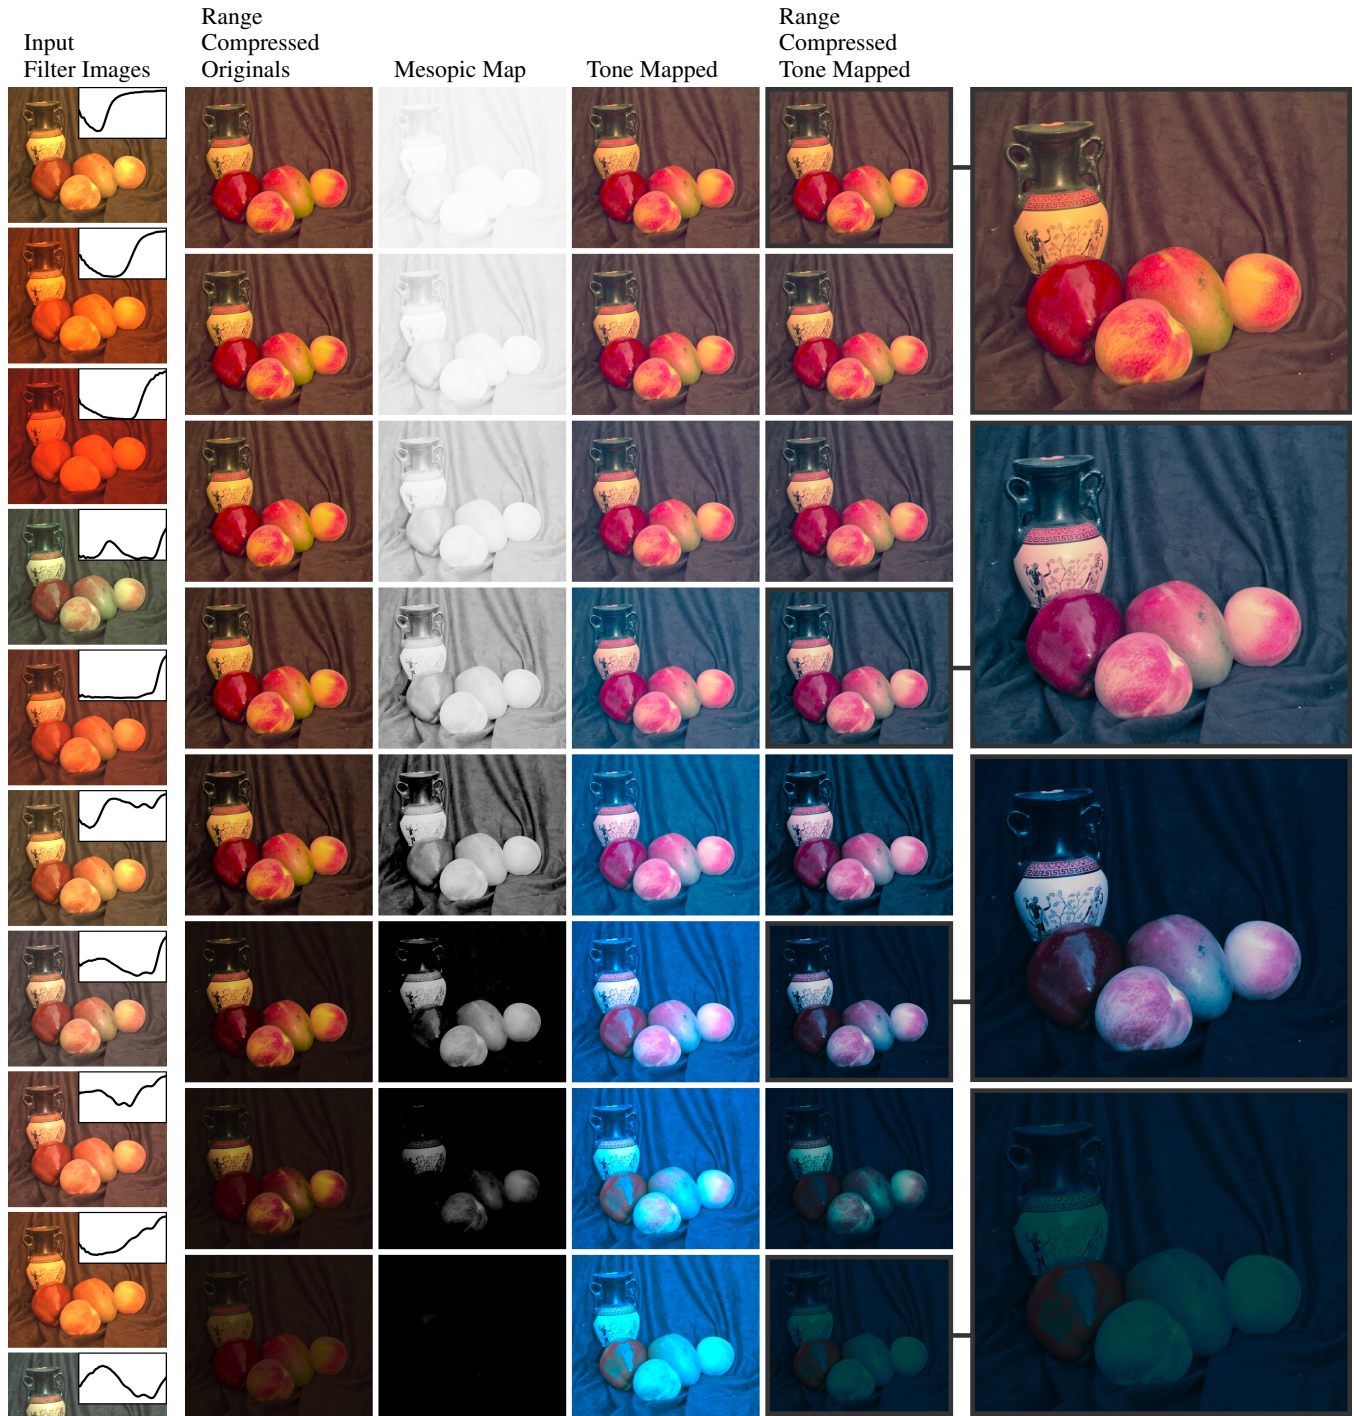 Input
Filter Images
Range
Compressed
Originals
Mesopic Map
Tone Mapped
Range
Compressed
Tone Mapped